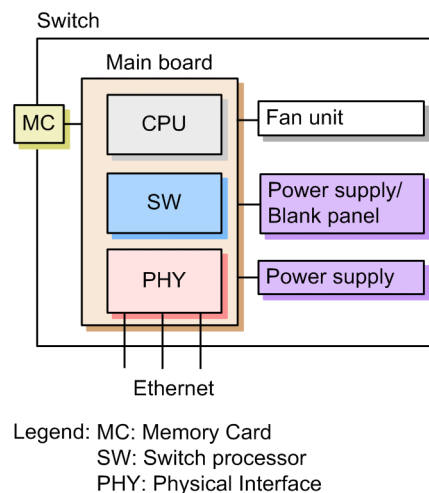 Switch
Main board
MC
CPU
Fan unit
SW
Power supply/
Blank panel
PHY
Power supply
Ethernet
Legend: MC: Memory Card
SW: Switch processor
PHY: Physical Interface